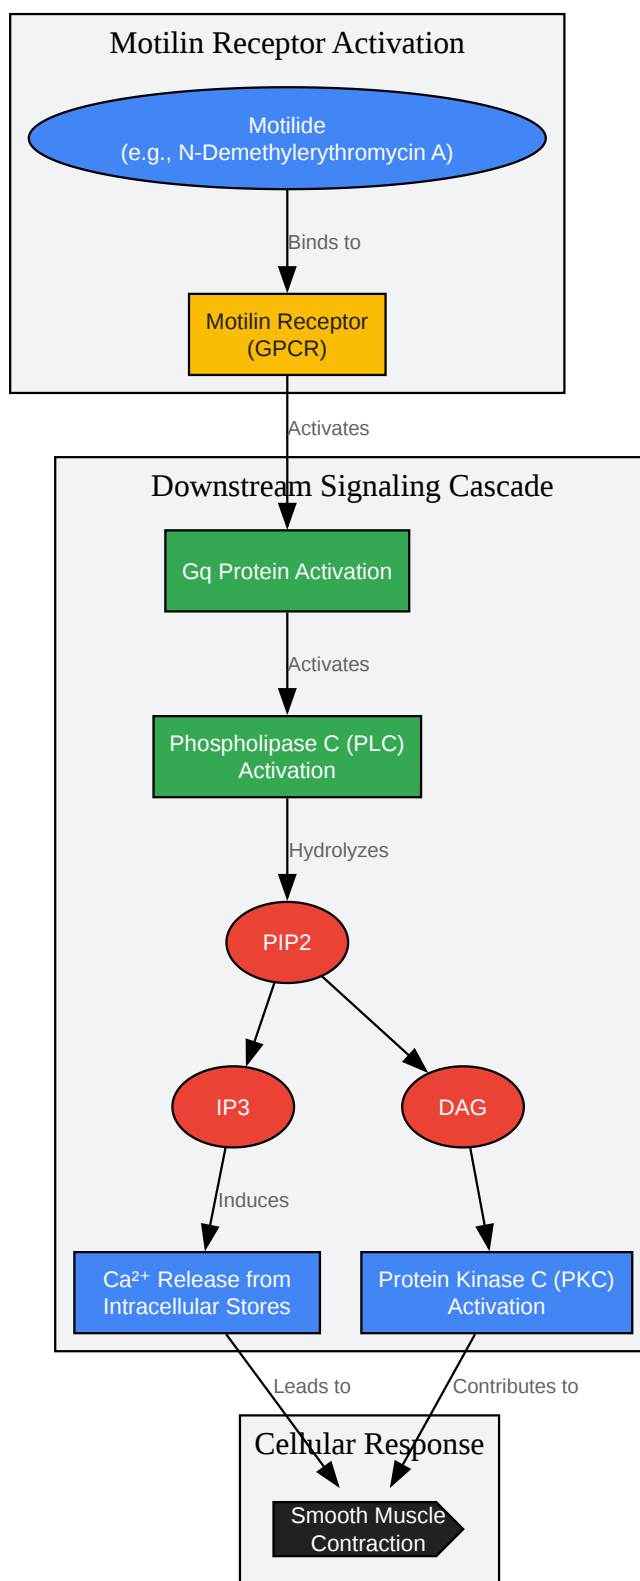 Motilin Receptor Activation
Motilide
(e.g., N-Demethylerythromycin A)
Binds to
Motilin Receptor
(GPCR)
Activates
Downstream Signaling Cascade
Gq Protein Activation
Activates
Phospholipase C (PLC)
Activation
Hydrolyzes
PIP2
IP3
DAG
Induces
Ca²⁺ Release from
Intracellular Stores
Protein Kinase C (PKC)
Activation
Leads to
Contributes to
Cellular Response
Smooth Muscle
Contraction